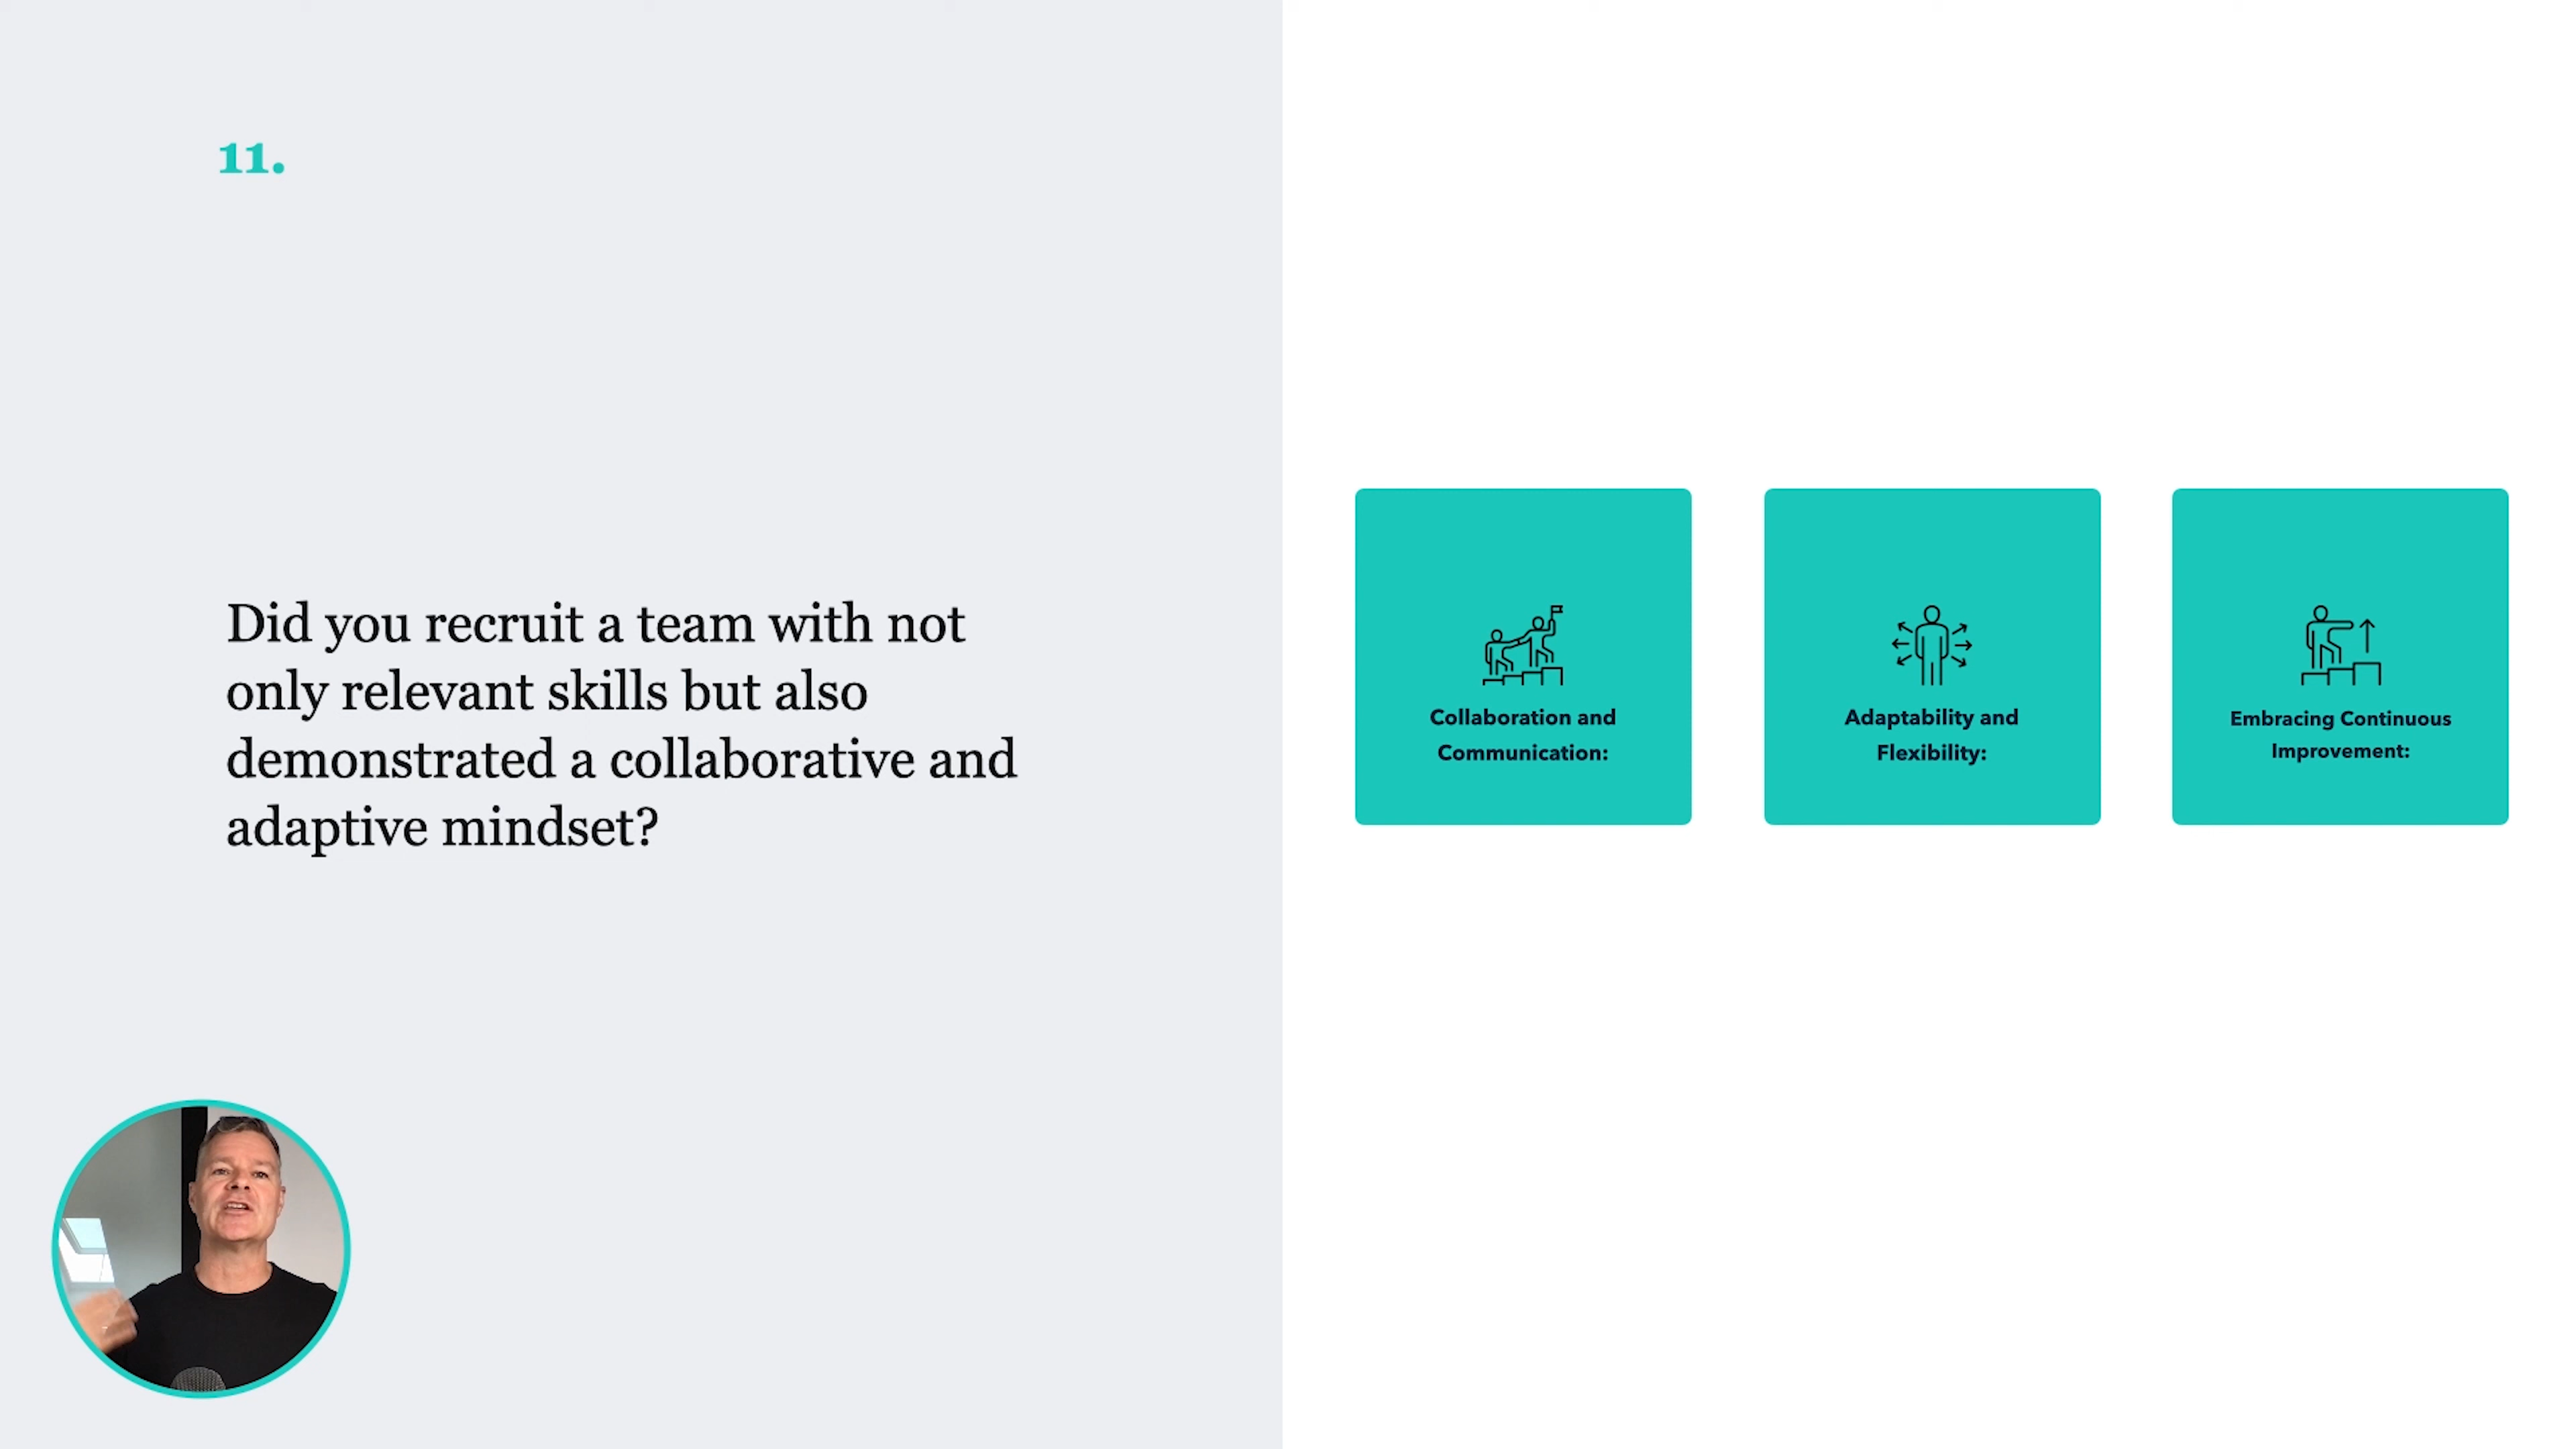 11.
Did you recruit a team with not
only relevant skills but also
demonstrated a collaborative and
adaptive mindset?
Collaboration and
Communication:
Adaptability and
Flexibility:
Embracing Continuous
Improvement: